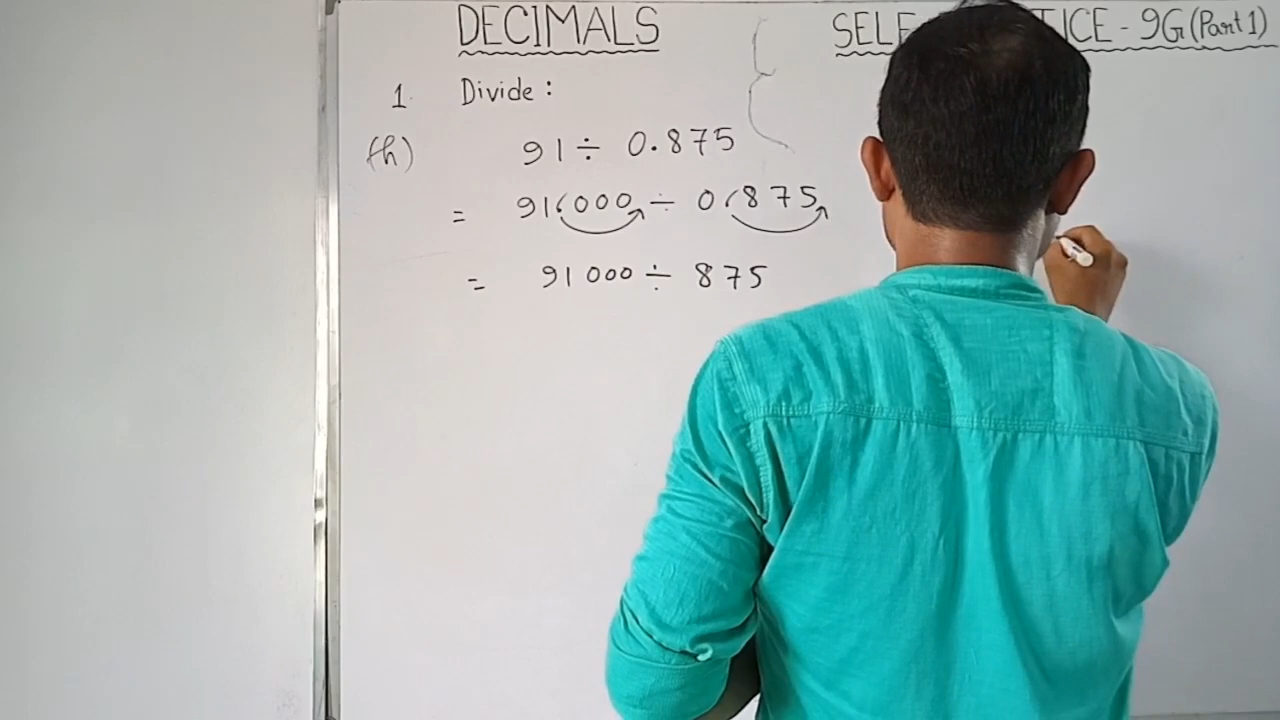 DECIMALS
SELF TICE - 9G (Part 1)
1. Divide :
(h) 91 ÷ 0.875
= 91.000 ÷ 0.875
= 91000 ÷ 875